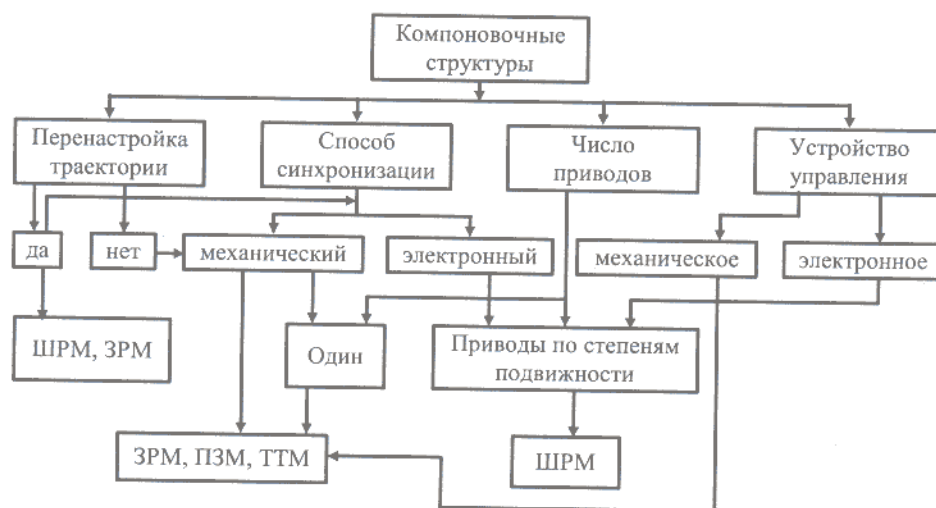 Компоновочные
структуры
Перенастройка
траектории
Способ
синхронизации
Число
приводов
Устройство
управления
да
нет
механический
электронный
механическое
электронное
ШРМ, ЗРМ
Один
Приводы по степеням
подвижности
ЗРМ, ПЗМ, ТТМ
ШРМ